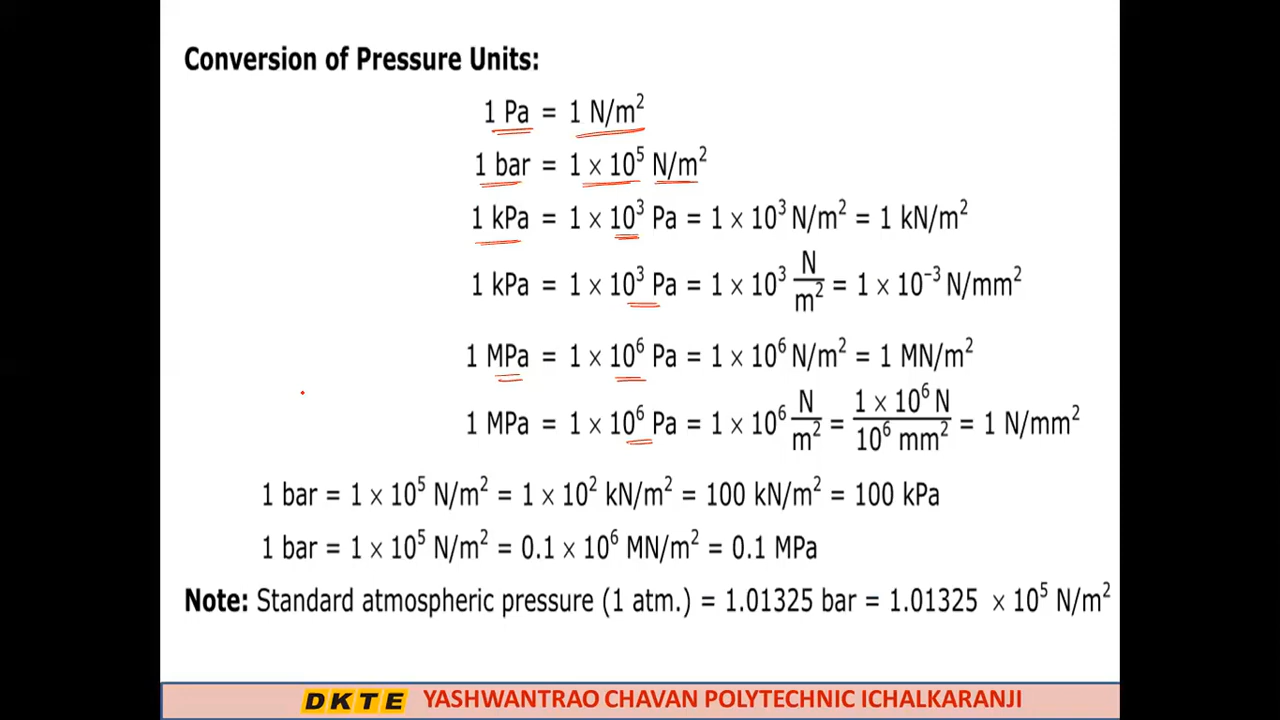 Conversion of Pressure Units:
1 Pa = 1 N/m²
1 bar = 1 × 10⁵ N/m²
1 kPa = 1 × 10³ Pa = 1 × 10³ N/m² = 1 kN/m²
1 kPa = 1 × 10³ Pa = 1 × 10³ N/m² = 1 × 10⁻³ N/mm²
1 MPa = 1 × 10⁶ Pa = 1 × 10⁶ N/m² = 1 MN/m²
1 MPa = 1 × 10⁶ Pa = 1 × 10⁶ N/m² = 1 × 10⁶ N/10⁶ mm² = 1 N/mm²
1 bar = 1 × 10⁵ N/m² = 1 × 10² kN/m² = 100 kN/m² = 100 kPa
1 bar = 1 × 10⁵ N/m² = 0.1 × 10⁶ MN/m² = 0.1 MPa
Note: Standard atmospheric pressure (1 atm.) = 1.01325 bar = 1.01325 × 10⁵ N/m²
DKTE YASHWANTRAO CHAVAN POLYTECHNIC ICHALKARANJI